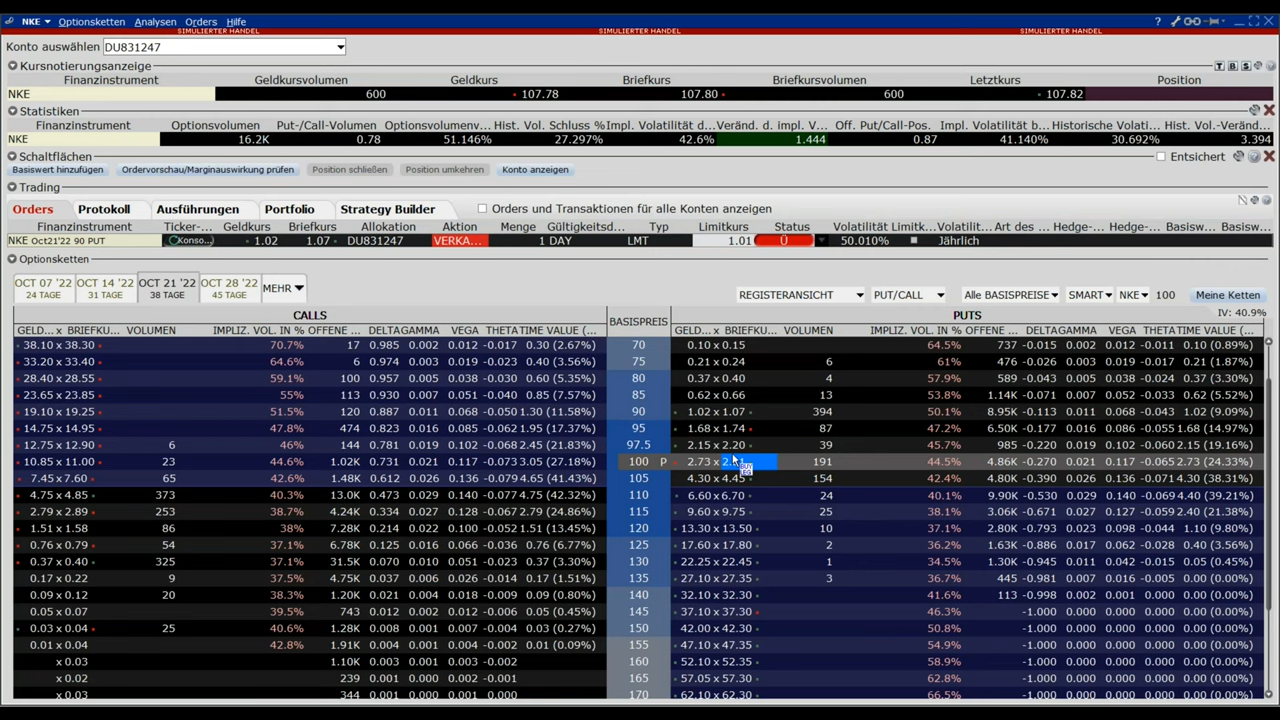 NKE Optionsketten Analysen Orders Hilfe ?
SIMULIERTER HANDEL SIMULIERTER HANDEL SIMULIERTER HANDEL
Konto auswählen DU831247
Kursnotierungsanzeige T B S
Finanzinstrument Geldkursvolumen Geldkurs Briefkurs Briefkursvolumen Letztkurs Position
NKE 600 107.78 107.80 600 107.82
Statistiken
Finanzinstrument Optionsvolumen Put-/Call-Volumen Optionsvolumenv... Hist. Vol. Schluss % Impl. Volatilität d... Veränd. d. impl. V... Off. Put/Call-Pos. Impl. Volatilität b... Historische Volati... Hist. Vol.-Veränd...
NKE 16.2K 0.78 51.146% 27.297% 42.6% 1.444 0.87 41.140% 30.692% 3.394
Schaltflächen Entsichert
Basiswert hinzufügen Ordervorschau/Marginauswirkung prüfen Position schließen Position umkehren Konto anzeigen
Trading
Orders Protokoll Ausführungen Portfolio Strategy Builder Orders und Transaktionen für alle Konten anzeigen
Finanzinstrument Ticker-... Geldkurs Briefkurs Allokation Aktion Menge Gültigkeitsd... Typ Limitkurs Status Volatilität Limitk... Volatilit... Art des ... Hedge-... Hedge-... Basisw... Basisw...
NKE Oct21'22 90 PUT Konso... 1.02 1.07 DU831247 VERKA... 1 DAY LMT 1.01 Ü 50.010% Jährlich
Optionsketten
OCT 07 '22 OCT 14 '22 OCT 21 '22 OCT 28 '22 MEHR
24 TAGE 31 TAGE 38 TAGE 45 TAGE
REGISTERANSICHT PUT/CALL Alle BASISPREISE SMART NKE 100 Meine Ketten
CALLS BASISPREIS PUTS IV: 40.9%
GELD... x BRIEFKU... VOLUMEN IMPLIZ. VOL. IN % OFFENE ... DELTA GAMMA VEGA THETA TIME VALUE (... GELD... x BRIEFKU... VOLUMEN IMPLIZ. VOL. IN % OFFENE ... DELTA GAMMA VEGA THETA TIME VALUE (...
38.10 x 38.30 70.7% 17 0.985 0.002 0.012 -0.017 0.30 (2.67%) 70 0.10 x 0.15 64.5% 737 -0.015 0.002 0.012 -0.011 0.10 (0.89%)
33.20 x 33.40 64.6% 6 0.974 0.003 0.019 -0.023 0.40 (3.56%) 75 0.21 x 0.24 6 61% 476 -0.026 0.003 0.019 -0.017 0.21 (1.87%)
28.40 x 28.55 59.1% 100 0.957 0.005 0.038 -0.030 0.60 (5.35%) 80 0.37 x 0.40 4 57.9% 589 -0.043 0.005 0.038 -0.024 0.37 (3.30%)
23.65 x 23.85 55% 113 0.930 0.007 0.051 -0.040 0.85 (7.57%) 85 0.62 x 0.66 13 53.8% 1.14K -0.071 0.007 0.052 -0.033 0.62 (5.52%)
19.10 x 19.25 51.5% 120 0.887 0.011 0.068 -0.050 1.30 (11.58%) 90 1.02 x 1.07 394 50.1% 8.95K -0.113 0.011 0.068 -0.043 1.02 (9.09%)
14.75 x 14.95 47.8% 474 0.823 0.016 0.085 -0.062 1.95 (17.36%) 95 1.68 x 1.74 87 47.2% 6.50K -0.177 0.016 0.085 -0.055 1.68 (14.97%)
12.75 x 12.90 6 46% 144 0.781 0.019 0.102 -0.068 2.45 (21.83%) 97.5 2.15 x 2.20 39 45.7% 985 -0.220 0.019 0.102 -0.060 2.15 (19.16%)
10.85 x 11.00 23 44.6% 1.02K 0.731 0.021 0.117 -0.073 3.05 (27.18%) 100 P 2.73 x 191 44.5% 4.86K -0.270 0.021 0.117 -0.065 2.73 (24.33%)
BUY LEG
7.45 x 7.60 65 42.6% 1.48K 0.612 0.026 0.136 -0.079 4.65 (41.43%) 105 4.30 x 4.45 154 42.4% 4.86K -0.390 0.026 0.136 -0.071 4.30 (38.31%)
4.75 x 4.85 373 40.3% 13.0K 0.473 0.029 0.140 -0.077 4.75 (42.32%) 110 6.60 x 6.70 24 40.1% 9.90K -0.530 0.029 0.140 -0.069 4.40 (39.21%)
2.79 x 2.89 253 38.7% 4.24K 0.334 0.027 0.128 -0.067 2.79 (24.86%) 115 9.60 x 9.75 25 38.1% 3.06K -0.671 0.027 0.127 -0.059 2.10 (18.71%)
1.51 x 1.58 86 38% 7.28K 0.214 0.022 0.100 -0.052 1.51 (13.45%) 120 13.30 x 13.50 10 37.1% 2.80K -0.793 0.023 0.098 -0.044 1.10 (9.80%)
0.76 x 0.79 54 37.1% 6.78K 0.125 0.016 0.066 -0.036 0.76 (6.77%) 125 17.60 x 17.80 2 36.2% 1.63K -0.886 0.017 0.062 -0.028 0.40 (3.56%)
0.37 x 0.40 325 37.1% 31.5K 0.070 0.010 0.051 -0.023 0.37 (3.30%) 130 22.25 x 22.45 1 34.5% 1.30K -0.945 0.011 0.042 -0.015 0.05 (0.45%)
0.17 x 0.22 9 37.5% 4.75K 0.037 0.006 0.028 -0.014 0.17 (1.51%) 135 27.10 x 27.35 3 36.7% 445 -0.981 0.007 0.016 -0.005 0.00 (0.00%)
0.09 x 0.12 20 38.3% 1.20K 0.021 0.004 0.018 -0.009 0.09 (0.80%) 140 32.10 x 32.30 41.6% 113 -0.998 0.002 0.001 0.000 0.00 (0.00%)
0.05 x 0.07 39.5% 743 0.012 0.002 0.012 -0.006 0.05 (0.45%) 145 37.10 x 37.30 46.3% -1.000 0.000 0.000 0.000 0.00 (0.00%)
0.03 x 0.04 25 40.6% 1.28K 0.008 0.001 0.007 -0.004 0.03 (0.27%) 150 42.00 x 42.30 50.8% -1.000 0.000 0.000 0.000 0.00 (0.00%)
0.01 x 0.04 42.8% 1.91K 0.004 0.001 0.004 -0.002 0.01 (0.09%) 155 47.10 x 47.35 54.9% -1.000 0.000 0.000 0.000 0.00 (0.00%)
x 0.03 1.10K 0.003 0.001 0.003 -0.002 160 52.10 x 52.35 58.9% -1.000 0.000 0.000 0.000 0.00 (0.00%)
x 0.03 239 0.001 0.000 0.002 -0.001 165 57.05 x 57.30 62.8% -1.000 0.000 0.000 0.000 0.00 (0.00%)
x 0.03 344 0.000 0.000 0.000 0.000 170 62.10 x 62.30 66.5% -1.000 0.000 0.000 0.000 0.00 (0.00%)